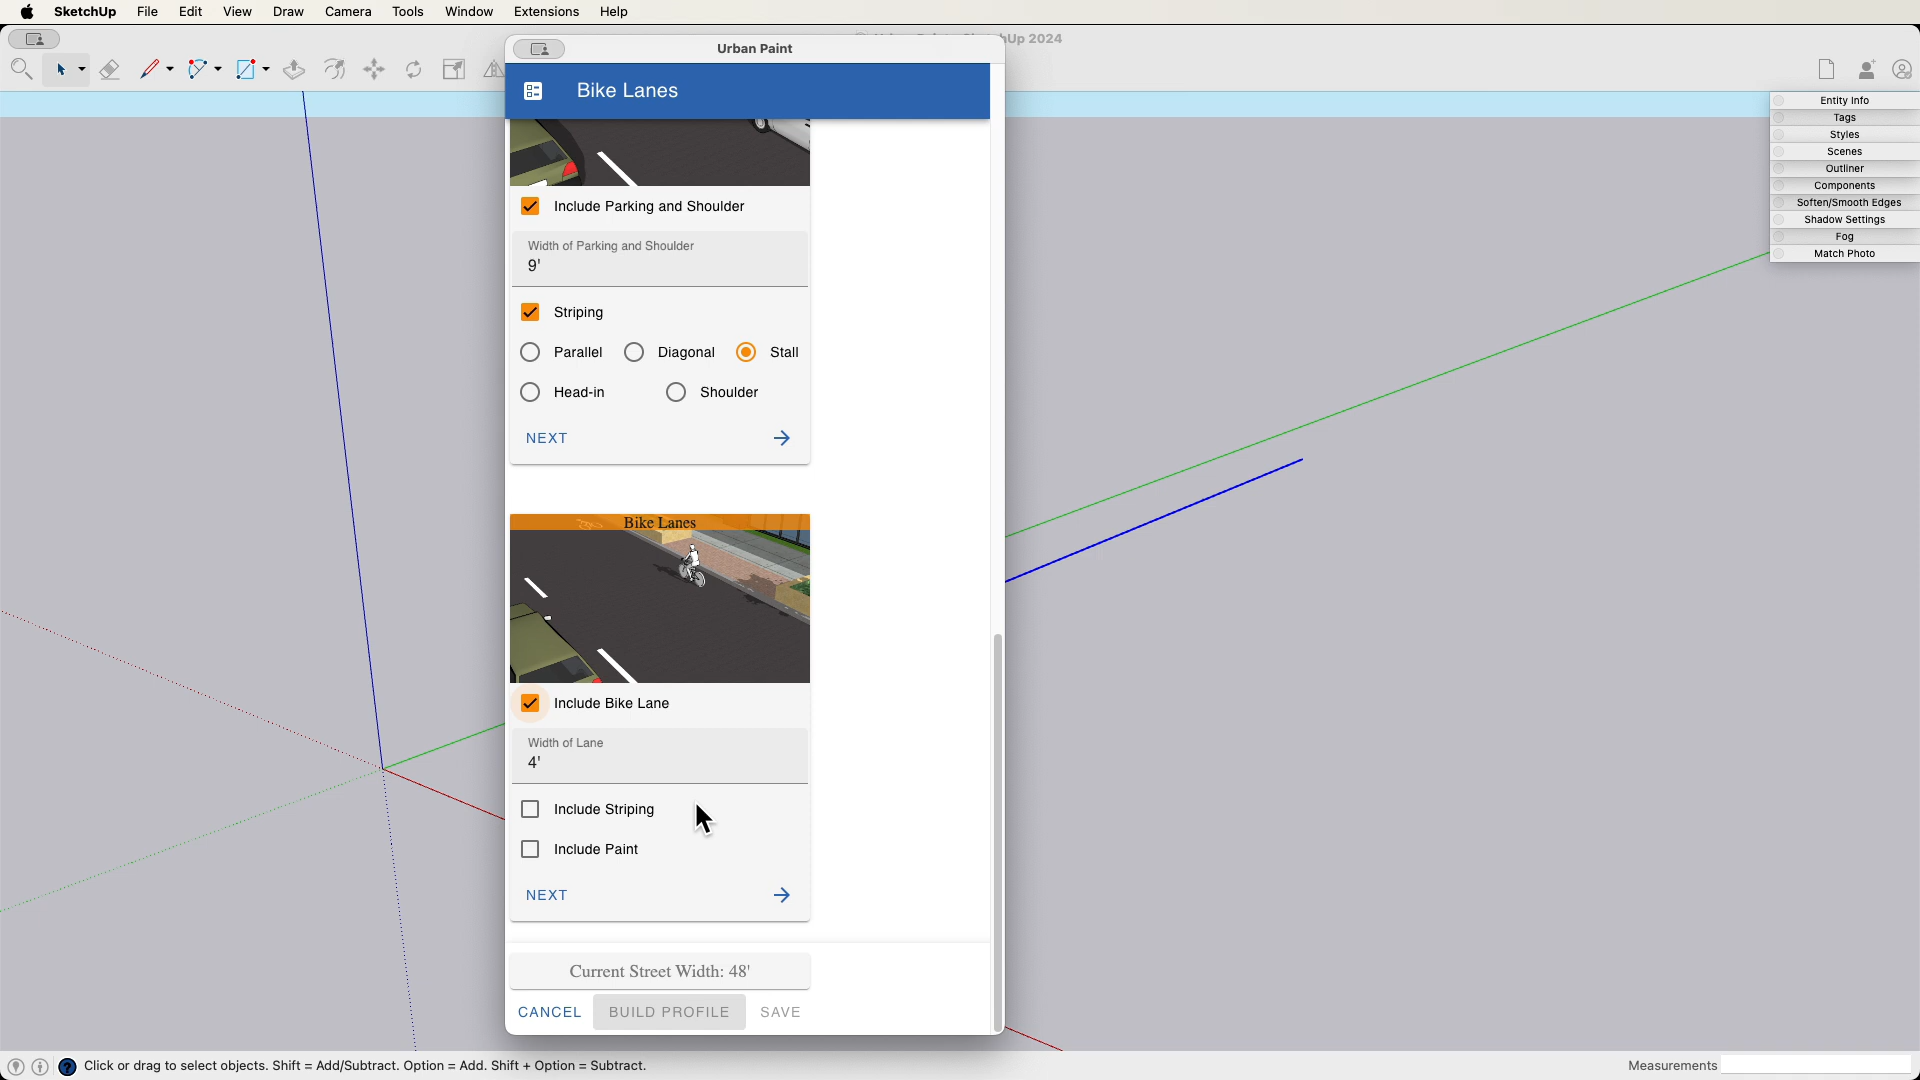 SketchUp File Edit View Draw Camera Tools Window Extensions Help
Urban Paint
Up 2024
Bike Lanes
Entity Info
Tags
Styles
Scenes
Outliner
Components
Soften/Smooth Edges
Shadow Settings
Fog
Match Photo
Include Parking and Shoulder
Width of Parking and Shoulder
9'
Striping
Parallel Diagonal Stall
Head-in Shoulder
NEXT
Bike Lanes
Include Bike Lane
Width of Lane
4'
Include Striping
Include Paint
NEXT
Current Street Width: 48'
CANCEL BUILD PROFILE SAVE
Click or drag to select objects. Shift = Add/Subtract. Option = Add. Shift + Option = Subtract.
Measurements